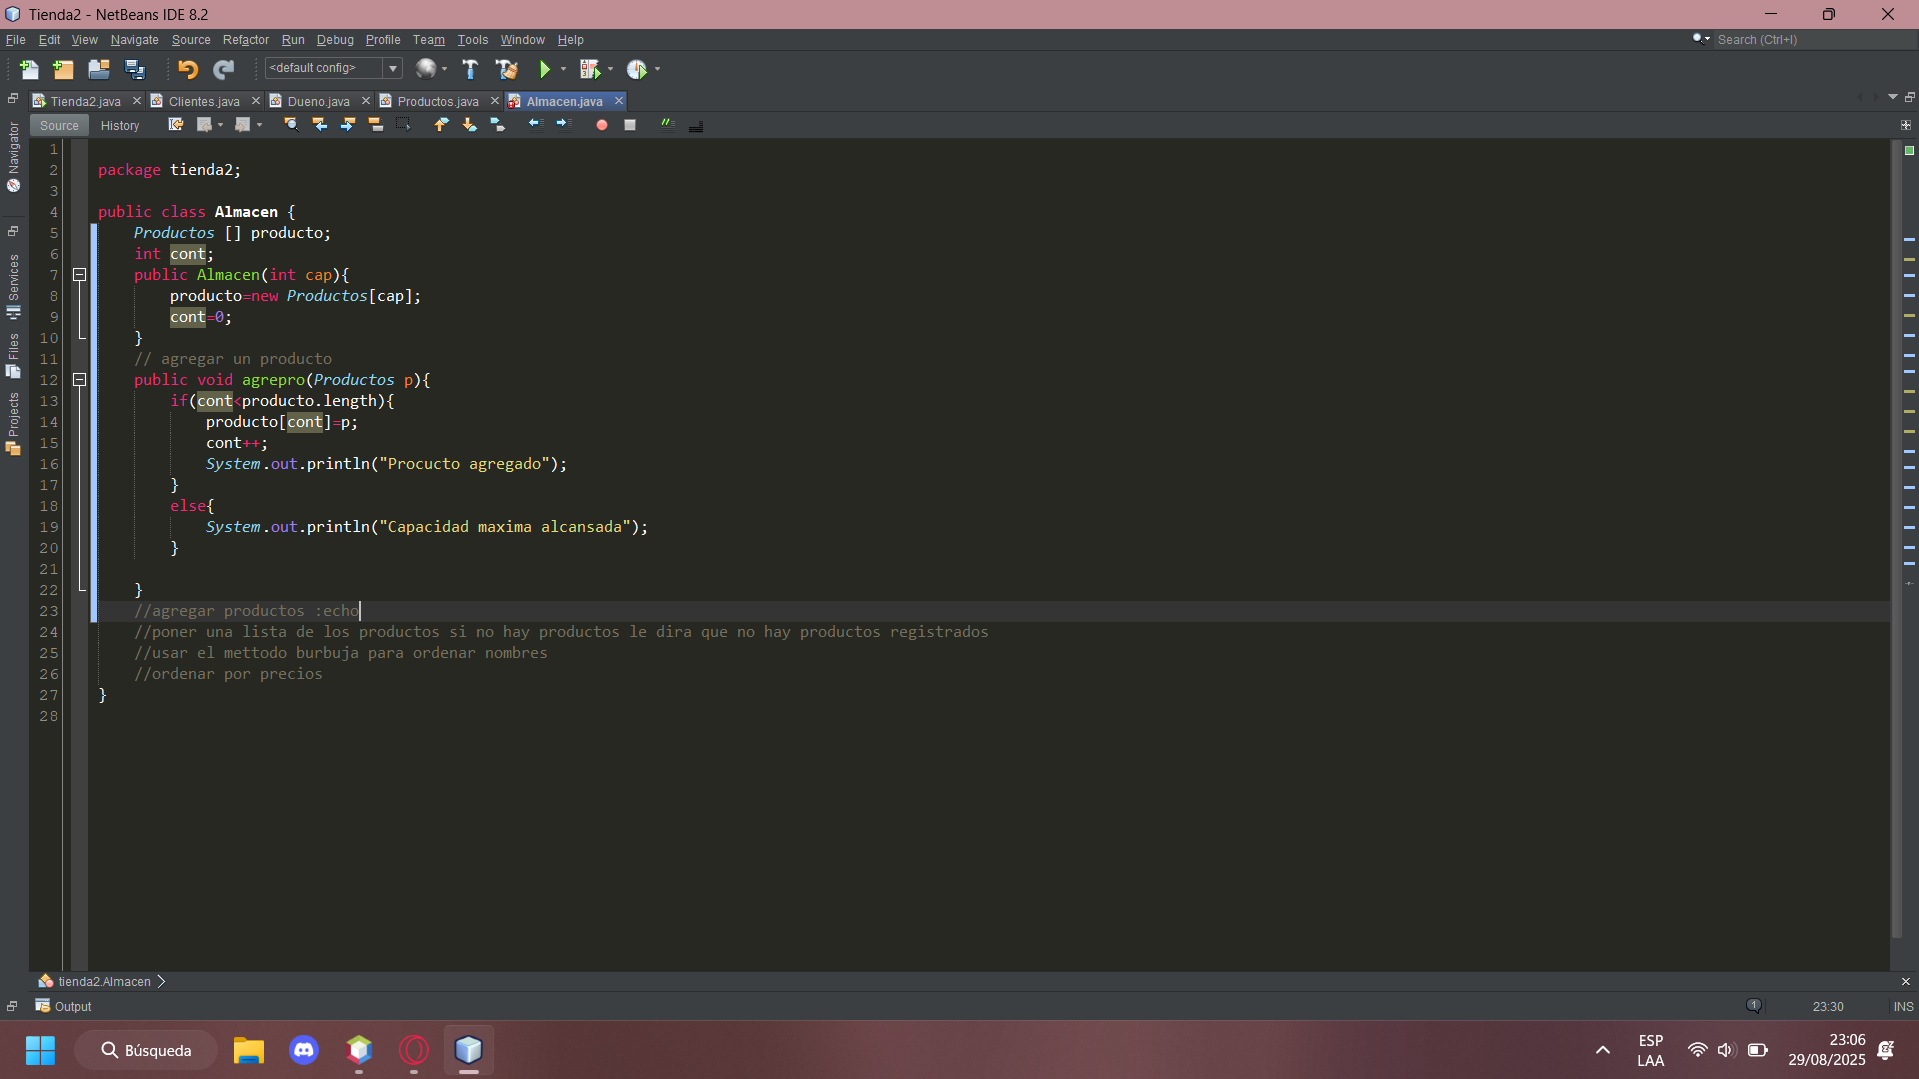 Tienda2 - NetBeans IDE 8.2
File Edit View Navigate Source Refactor Run Debug Profile Team Tools Window Help
Search (Ctrl+I)
<default config>
Tienda2.java Clientes.java Dueno.java Productos.java Almacen.java
Source History
Navigator
Services
Files
Projects
1
2 package tienda2;
3
4 public class Almacen {
5 Productos [] producto;
6 int cont;
7 public Almacen(int cap){
8 producto=new Productos[cap];
9 cont=0;
10 }
11 // agregar un producto
12 public void agrepro(Productos p){
13 if(cont<producto.length){
14 producto[cont]=p;
15 cont++;
16 System.out.println("Procucto agregado");
17 }
18 else{
19 System.out.println("Capacidad maxima alcansada");
20 }
21
22 }
23 //agregar productos :echo
24 //poner una lista de los productos si no hay productos le dira que no hay productos registrados
25 //usar el mettodo burbuja para ordenar nombres
26 //ordenar por precios
27 }
28
tienda2.Almacen
Output
1
23:30
INS
Búsqueda
ESP
LAA
23:06
29/08/2025